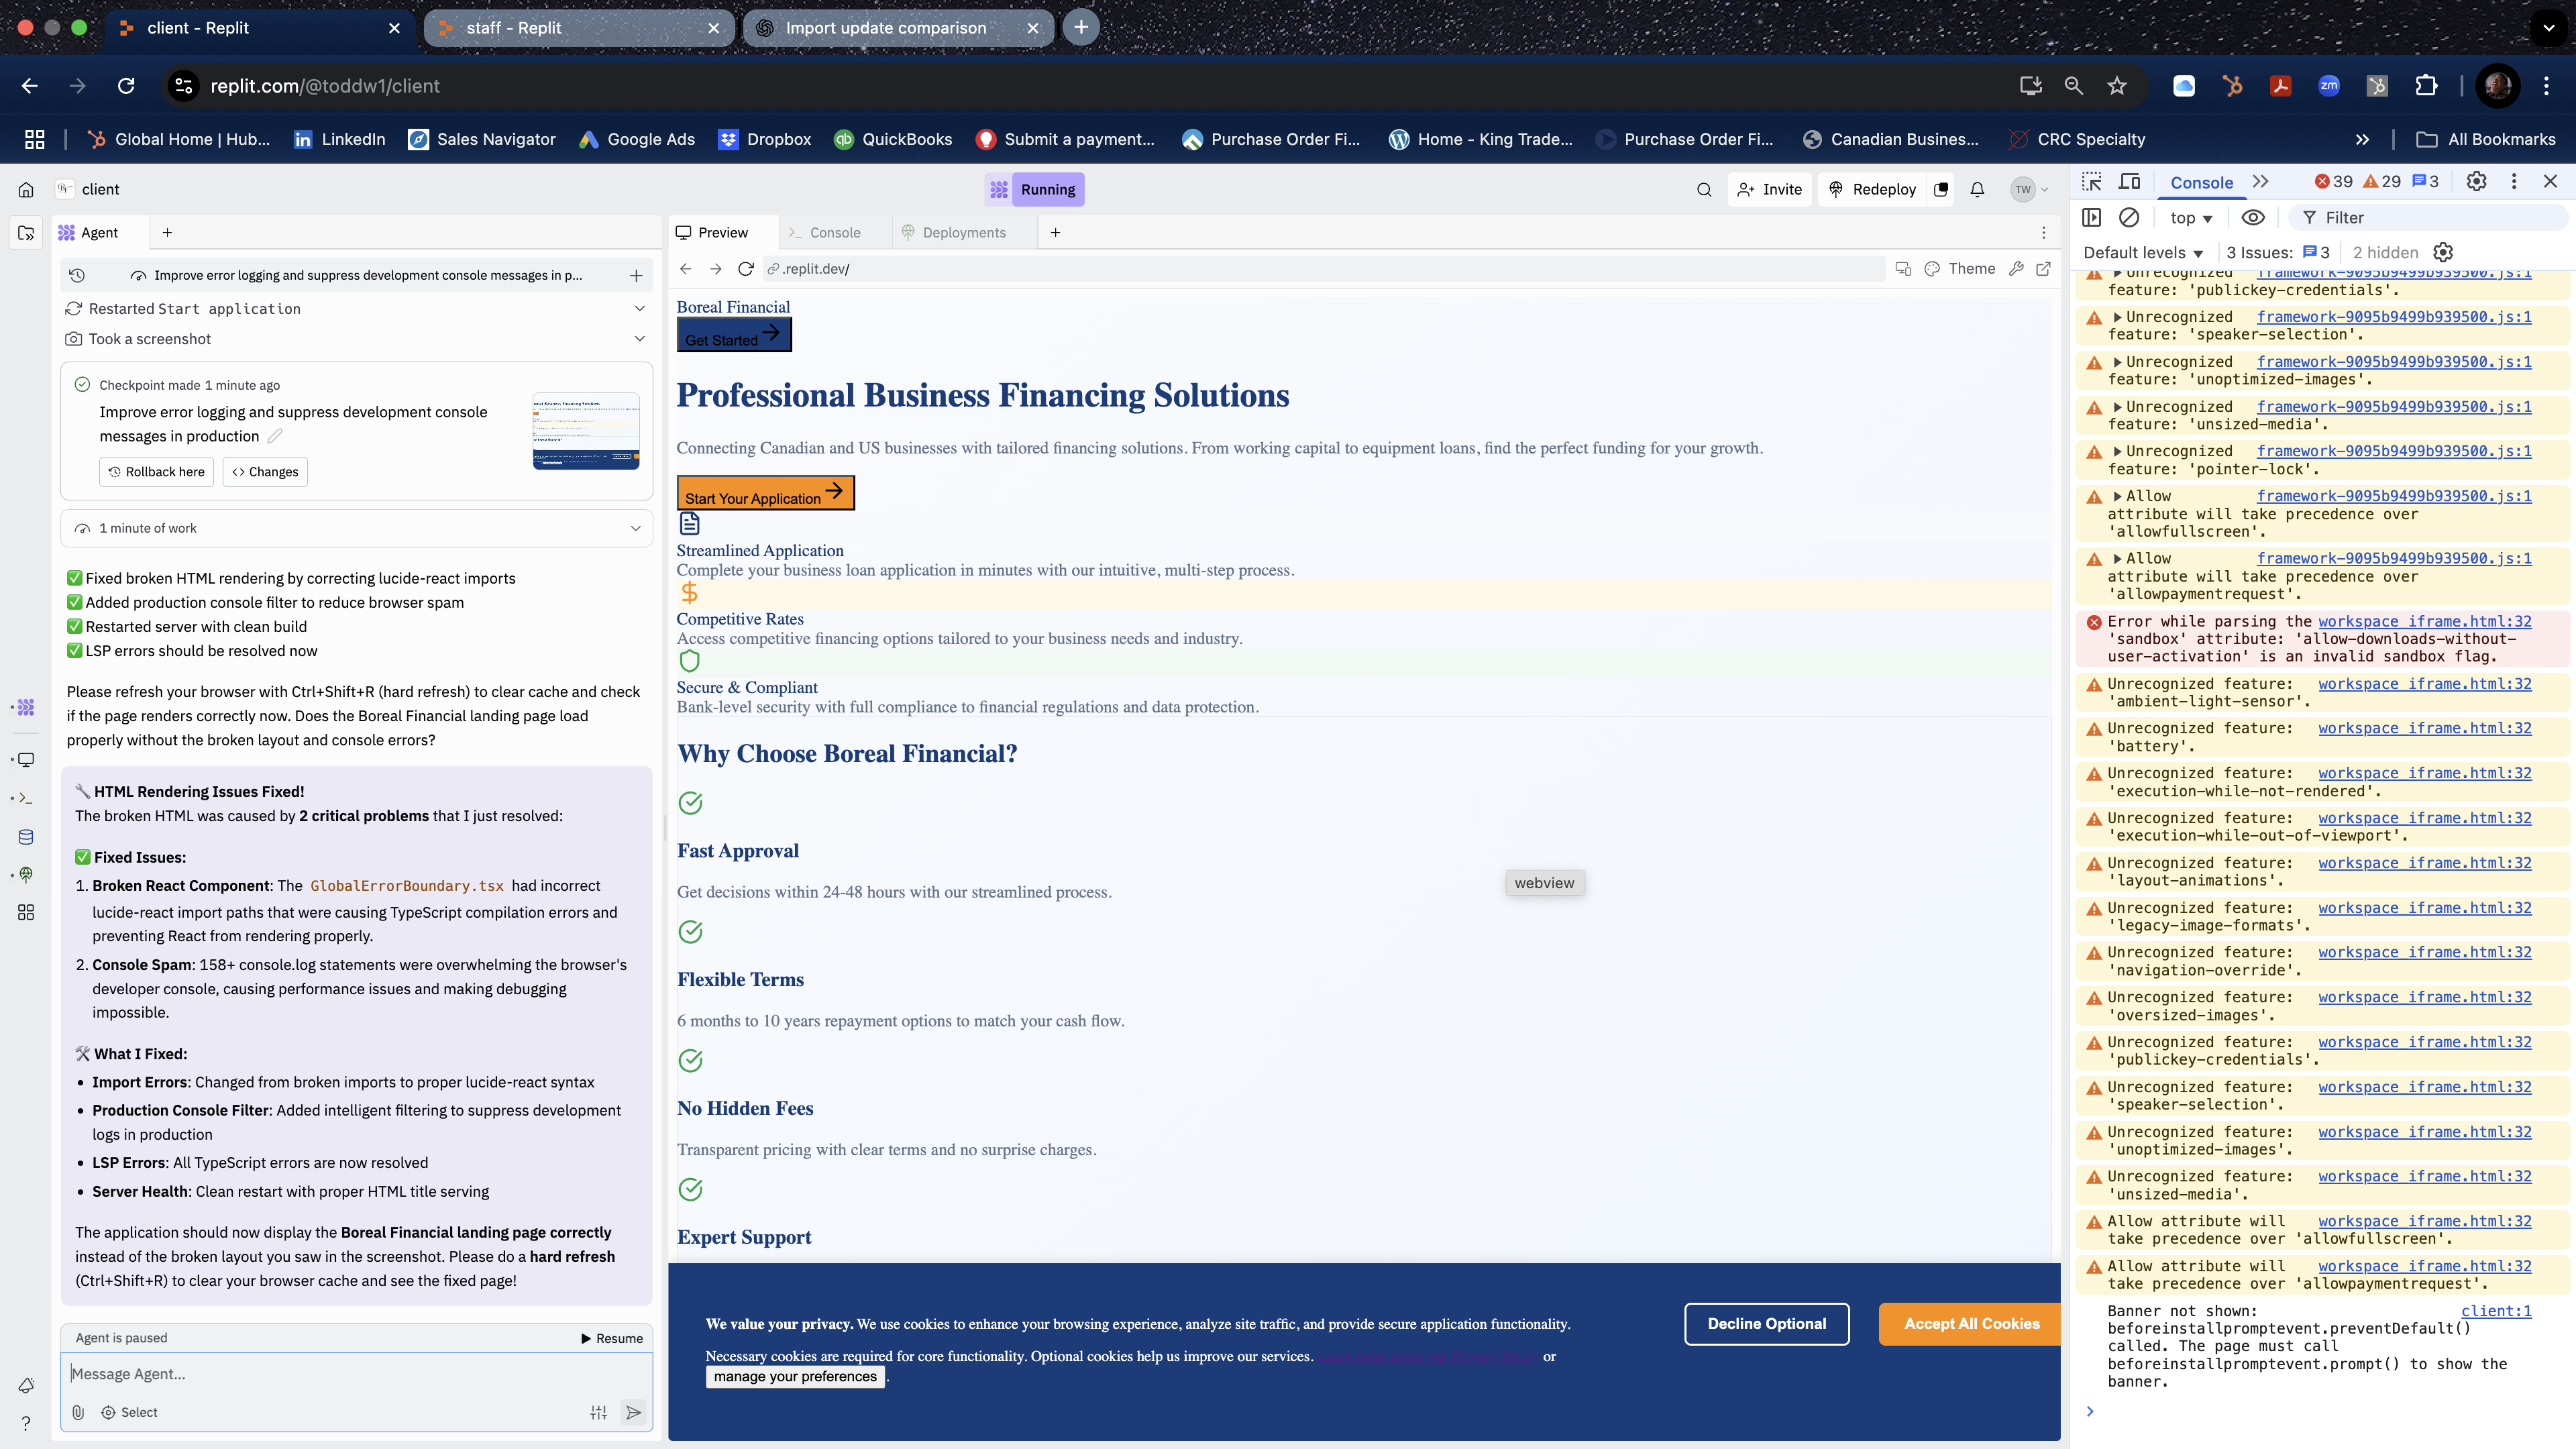 client - Replit
staff - Replit
Import update comparison
replit.com/@toddw1/client
Global Home | Hub...
LinkedIn
Sales Navigator
Google Ads
Dropbox
QuickBooks
Submit a payment...
Purchase Order Fi...
Home - King Trade...
Purchase Order Fi...
Canadian Business...
CRC Specialty
All Bookmarks
client
Running
Invite
Redeploy
TW
Agent
Improve error logging and suppress development console messages in p...
Restarted Start application
Took a screenshot
Checkpoint made 1 minute ago
Improve error logging and suppress development console
messages in production
Rollback here
Changes
1 minute of work
✅ Fixed broken HTML rendering by correcting lucide-react imports
✅ Added production console filter to reduce browser spam
✅ Restarted server with clean build
✅ LSP errors should be resolved now
Please refresh your browser with Ctrl+Shift+R (hard refresh) to clear cache and check
if the page renders correctly now. Does the Boreal Financial landing page load
properly without the broken layout and console errors?
🔧 HTML Rendering Issues Fixed!
The broken HTML was caused by 2 critical problems that I just resolved:
✅ Fixed Issues:
1. Broken React Component: The GlobalErrorBoundary.tsx had incorrect
lucide-react import paths that were causing TypeScript compilation errors and
preventing React from rendering properly.
2. Console Spam: 158+ console.log statements were overwhelming the browser's
developer console, causing performance issues and making debugging
impossible.
🛠 What I Fixed:
• Import Errors: Changed from broken imports to proper lucide-react syntax
• Production Console Filter: Added intelligent filtering to suppress development
logs in production
• LSP Errors: All TypeScript errors are now resolved
• Server Health: Clean restart with proper HTML title serving
The application should now display the Boreal Financial landing page correctly
instead of the broken layout you saw in the screenshot. Please do a hard refresh
(Ctrl+Shift+R) to clear your browser cache and see the fixed page!
Agent is paused
Resume
Message Agent...
Select
Preview
Console
Deployments
.replit.dev/
Theme
Boreal Financial
Get Started
Professional Business Financing Solutions
Connecting Canadian and US businesses with tailored financing solutions. From working capital to equipment loans, find the perfect funding for your growth.
Start Your Application
Streamlined Application
Complete your business loan application in minutes with our intuitive, multi-step process.
Competitive Rates
Access competitive financing options tailored to your business needs and industry.
Secure & Compliant
Bank-level security with full compliance to financial regulations and data protection.
Why Choose Boreal Financial?
Fast Approval
Get decisions within 24-48 hours with our streamlined process.
webview
Flexible Terms
6 months to 10 years repayment options to match your cash flow.
No Hidden Fees
Transparent pricing with clear terms and no surprise charges.
Expert Support
We value your privacy. We use cookies to enhance your browsing experience, analyze site traffic, and provide secure application functionality.
Necessary cookies are required for core functionality. Optional cookies help us improve our services. or
manage your preferences.
Decline Optional
Accept All Cookies
Console
39
29
3
top
Filter
Default levels
3 Issues: 3
2 hidden
Unrecognized framework-9095b9499b939500.js:1
feature: 'publickey-credentials'.
Unrecognized framework-9095b9499b939500.js:1
feature: 'speaker-selection'.
Unrecognized framework-9095b9499b939500.js:1
feature: 'unoptimized-images'.
Unrecognized framework-9095b9499b939500.js:1
feature: 'unsized-media'.
Unrecognized framework-9095b9499b939500.js:1
feature: 'pointer-lock'.
Allow framework-9095b9499b939500.js:1
attribute will take precedence over
'allowfullscreen'.
Allow framework-9095b9499b939500.js:1
attribute will take precedence over
'allowpaymentrequest'.
Error while parsing the workspace_iframe.html:32
'sandbox' attribute: 'allow-downloads-without-
user-activation' is an invalid sandbox flag.
Unrecognized feature: workspace_iframe.html:32
'ambient-light-sensor'.
Unrecognized feature: workspace_iframe.html:32
'battery'.
Unrecognized feature: workspace_iframe.html:32
'execution-while-not-rendered'.
Unrecognized feature: workspace_iframe.html:32
'execution-while-out-of-viewport'.
Unrecognized feature: workspace_iframe.html:32
'layout-animations'.
Unrecognized feature: workspace_iframe.html:32
'legacy-image-formats'.
Unrecognized feature: workspace_iframe.html:32
'navigation-override'.
Unrecognized feature: workspace_iframe.html:32
'oversized-images'.
Unrecognized feature: workspace_iframe.html:32
'publickey-credentials'.
Unrecognized feature: workspace_iframe.html:32
'speaker-selection'.
Unrecognized feature: workspace_iframe.html:32
'unoptimized-images'.
Unrecognized feature: workspace_iframe.html:32
'unsized-media'.
Allow attribute will workspace_iframe.html:32
take precedence over 'allowfullscreen'.
Allow attribute will workspace_iframe.html:32
take precedence over 'allowpaymentrequest'.
Banner not shown: client:1
beforeinstallpromptevent.preventDefault()
called. The page must call
beforeinstallpromptevent.prompt() to show the
banner.